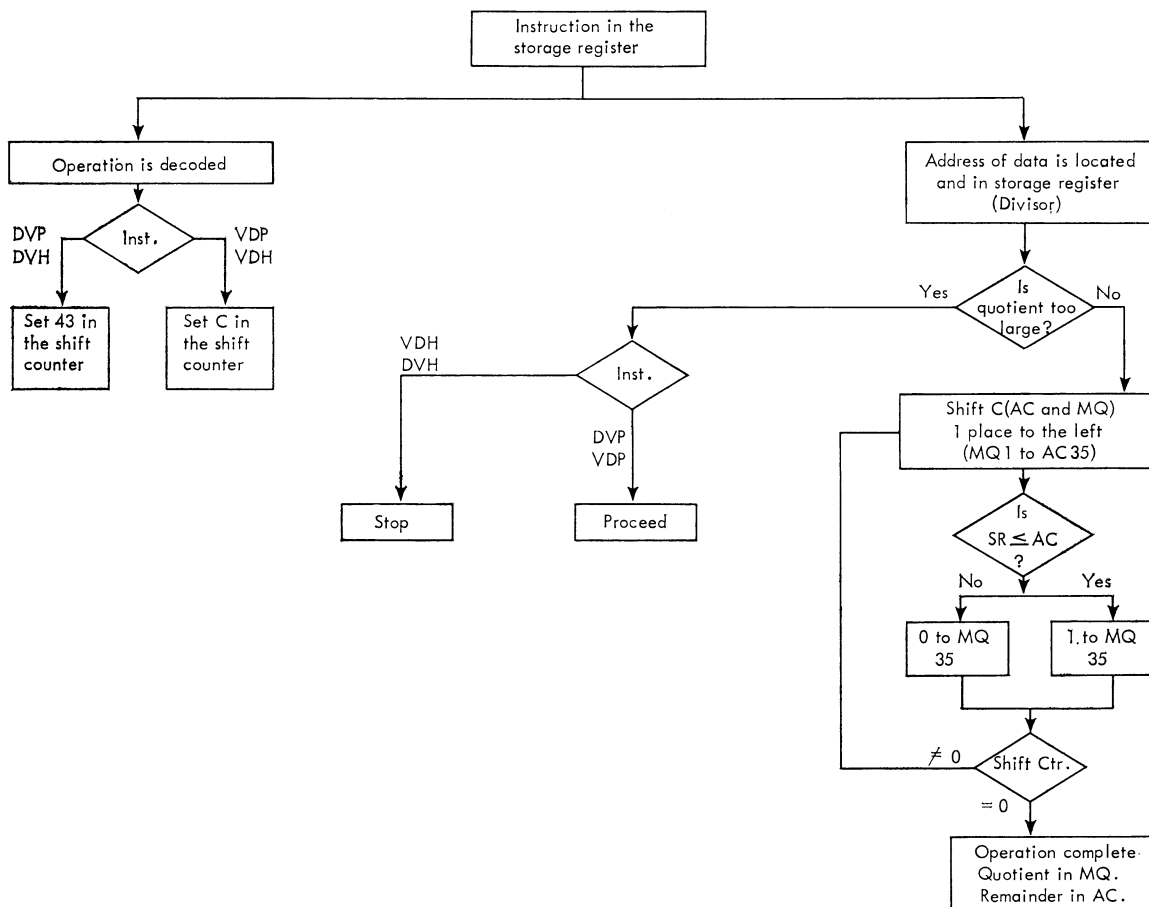 Instruction in the
storage register
Operation is decoded
Address of data is located
and in storage register
(Divisor)
DVP
DVH
Inst.
VDP
VDH
Set 43 in
the shift
counter
Set C in
the shift
counter
Yes
Is
quotient too
large?
No
VDH
DVH
Inst.
DVP
VDP
Stop
Proceed
Shift C(AC and MQ)
1 place to the left
(MQ1 to AC35)
Is
SR ≤ AC
?
No
Yes
0 to MQ
35
1. to MQ
35
≠ 0
Shift Ctr.
= 0
Operation complete
Quotient in MQ.
Remainder in AC.